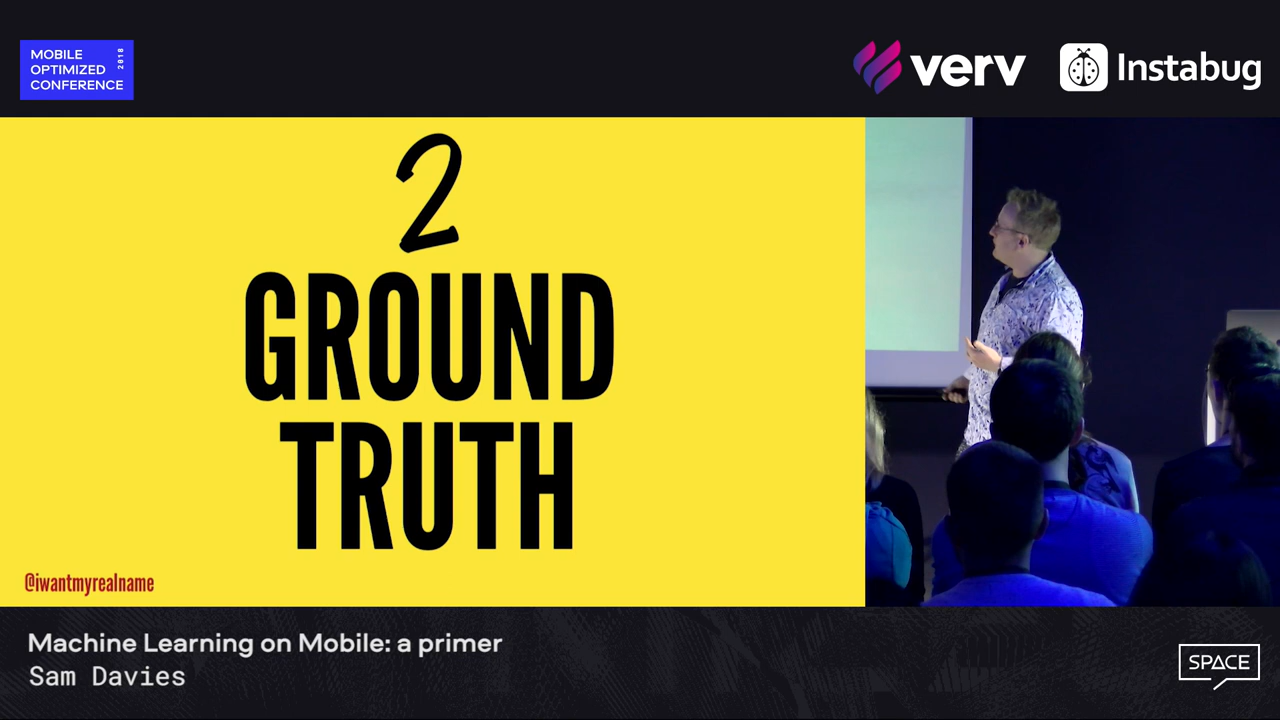 MOBILE
OPTIMIZED
CONFERENCE
2018
verv
Instabug
2
GROUND
TRUTH
@iwantmyrealname
Machine Learning on Mobile: a primer
Sam Davies
SPACE